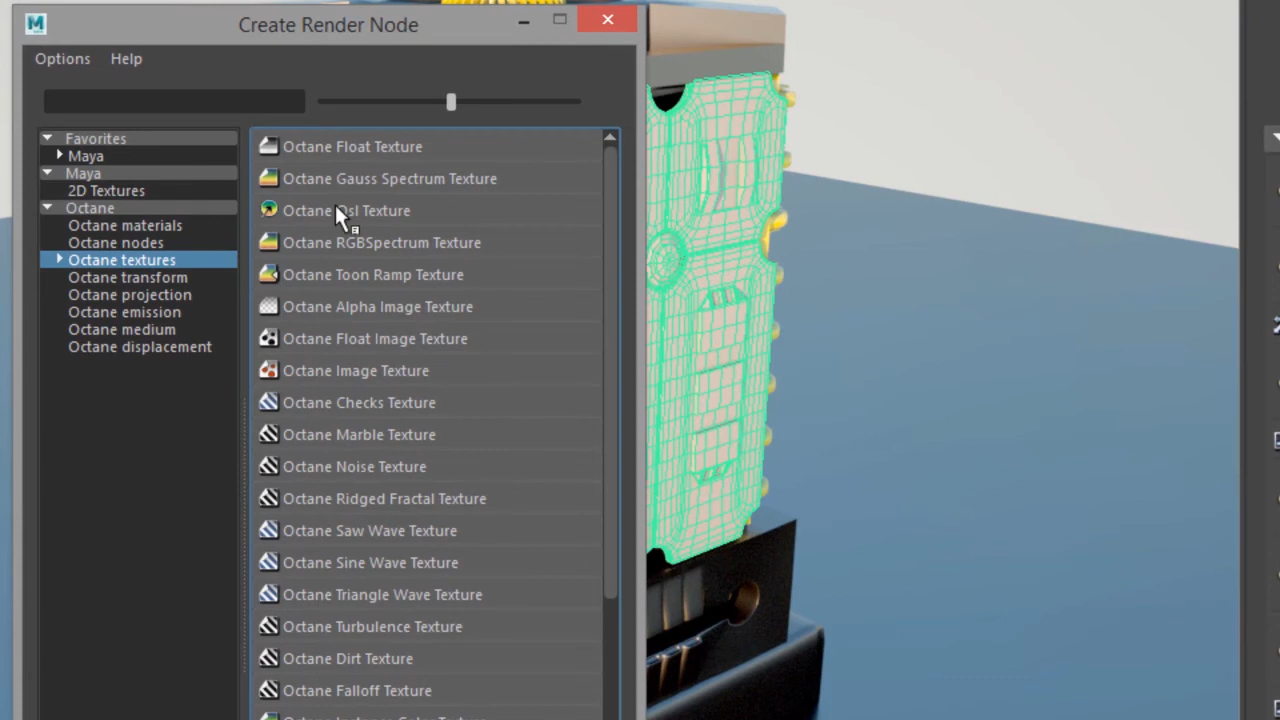 M
Create Render Node
Options Help
Favorites
Maya
Maya
2D Textures
Octane
Octane materials
Octane nodes
Octane textures
Octane transform
Octane projection
Octane emission
Octane medium
Octane displacement
Octane Float Texture
Octane Gauss Spectrum Texture
Octane Osl Texture
Octane RGBSpectrum Texture
Octane Toon Ramp Texture
Octane Alpha Image Texture
Octane Float Image Texture
Octane Image Texture
Octane Checks Texture
Octane Marble Texture
Octane Noise Texture
Octane Ridged Fractal Texture
Octane Saw Wave Texture
Octane Sine Wave Texture
Octane Triangle Wave Texture
Octane Turbulence Texture
Octane Dirt Texture
Octane Falloff Texture